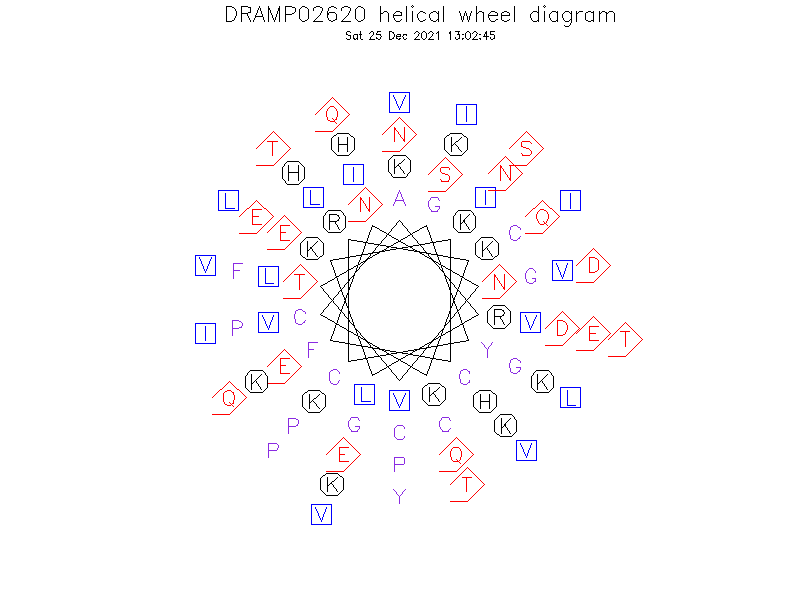 DRAMP02620 helical wheel diagram
Sat 25 Dec 2021 13:02:45
V
Q I
N
H K S
K
T I S N
H
L I
L N A G Q I
E R K C
E K K
V F L T N G V D
I P V C R V D E T
F Y
K E C C G K
Q K L V K H L
P G C C K
P E P Q V
K T
Y
V